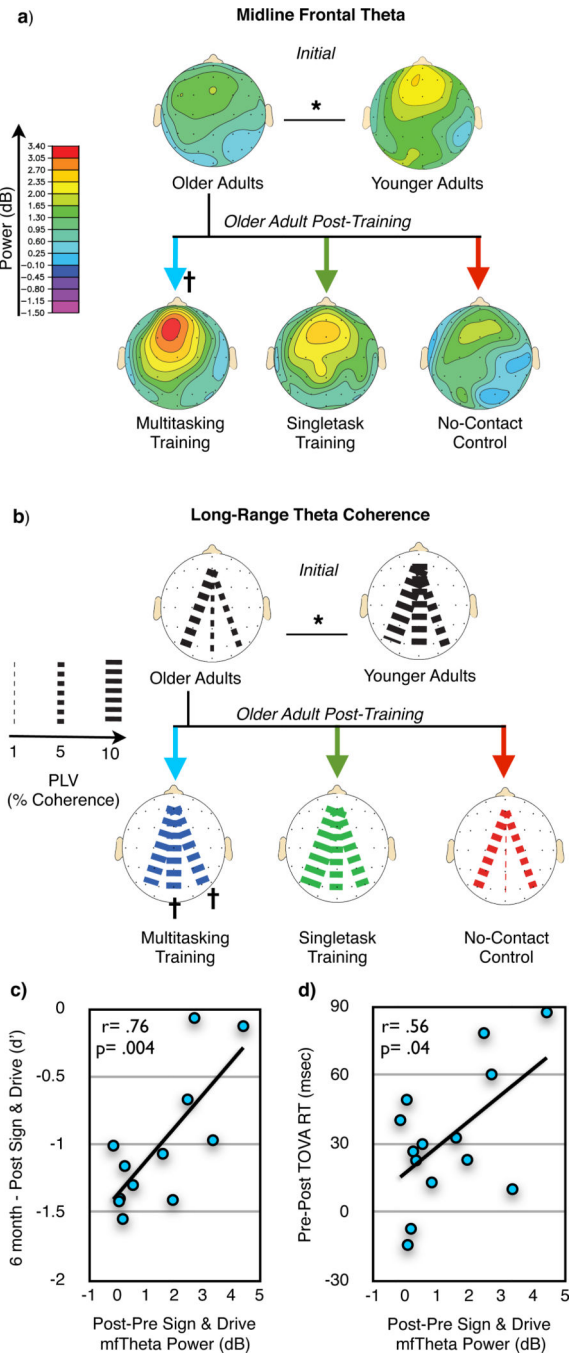 a)
Midline Frontal Theta
Initial
*
Older Adults
Younger Adults
Power (dB)
3.40
3.05
2.70
2.35
2.00
1.65
1.30
0.95
0.60
0.25
−0.10
−0.45
−0.80
−1.15
−1.50
Older Adult Post-Training
†
Multitasking
Training
Singletask
Training
No-Contact
Control
b)
Long-Range Theta Coherence
Initial
*
Older Adults
Younger Adults
1 5 10
PLV
(% Coherence)
Older Adult Post-Training
† †
Multitasking
Training
Singletask
Training
No-Contact
Control
c)
r= .76
p= .004
6 month - Post Sign & Drive (d')
0
-0.5
-1
-1.5
-2
-1 0 1 2 3 4 5
Post-Pre Sign & Drive
mfTheta Power (dB)
d)
r= .56
p= .04
Pre-Post TOVA RT (msec)
90
60
30
0
-30
-1 0 1 2 3 4 5
Post-Pre Sign & Drive
mfTheta Power (dB)